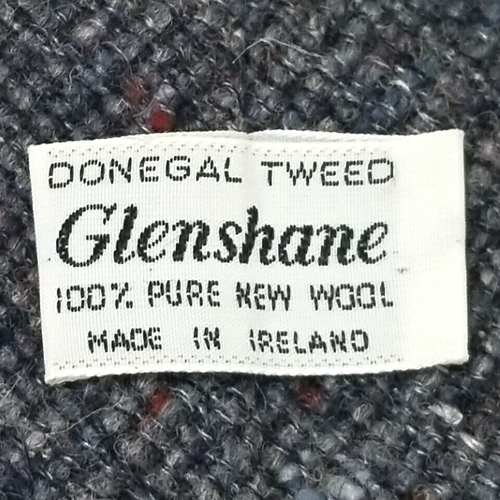 DONEGAL TWEED
Glenshane
100% PURE NEW WOOL
MADE IN IRELAND